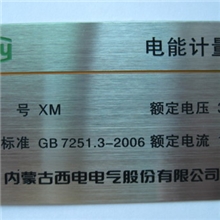 y 电能计量
号 XM 额定电压:
标准 GB 7251.3-2006 额定电流
内蒙古西电电气股份有限公司